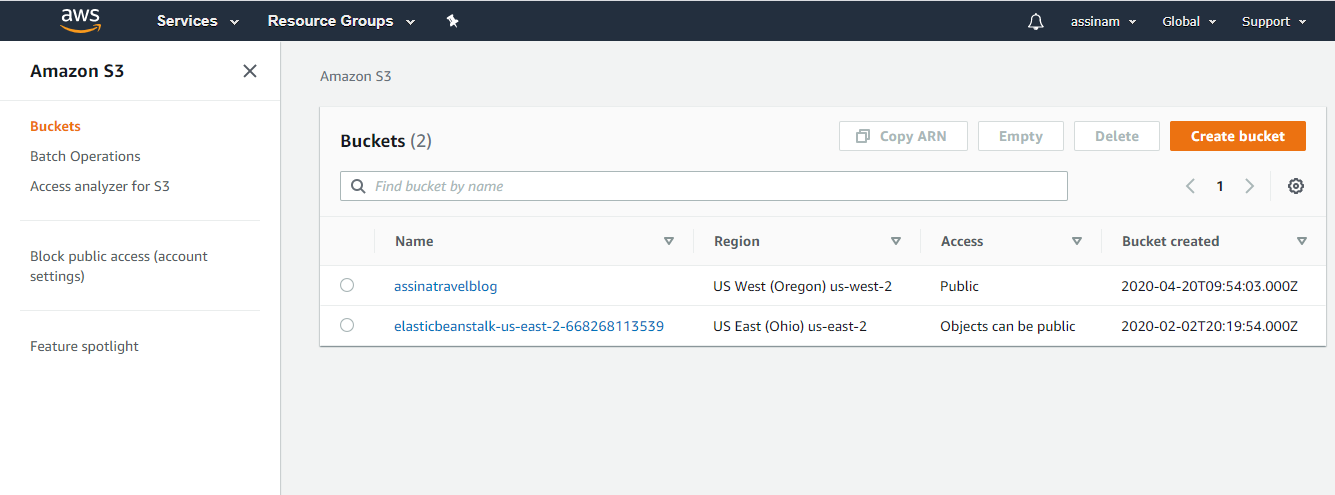 aws Services Resource Groups assinam Global Support
Amazon S3
Buckets
Batch Operations
Access analyzer for S3
Block public access (account
settings)
Feature spotlight
Amazon S3
Buckets (2) Copy ARN Empty Delete Create bucket
Find bucket by name 1
Name Region Access Bucket created
assinatravelblog US West (Oregon) us-west-2 Public 2020-04-20T09:54:03.000Z
elasticbeanstalk-us-east-2-668268113539 US East (Ohio) us-east-2 Objects can be public 2020-02-02T20:19:54.000Z